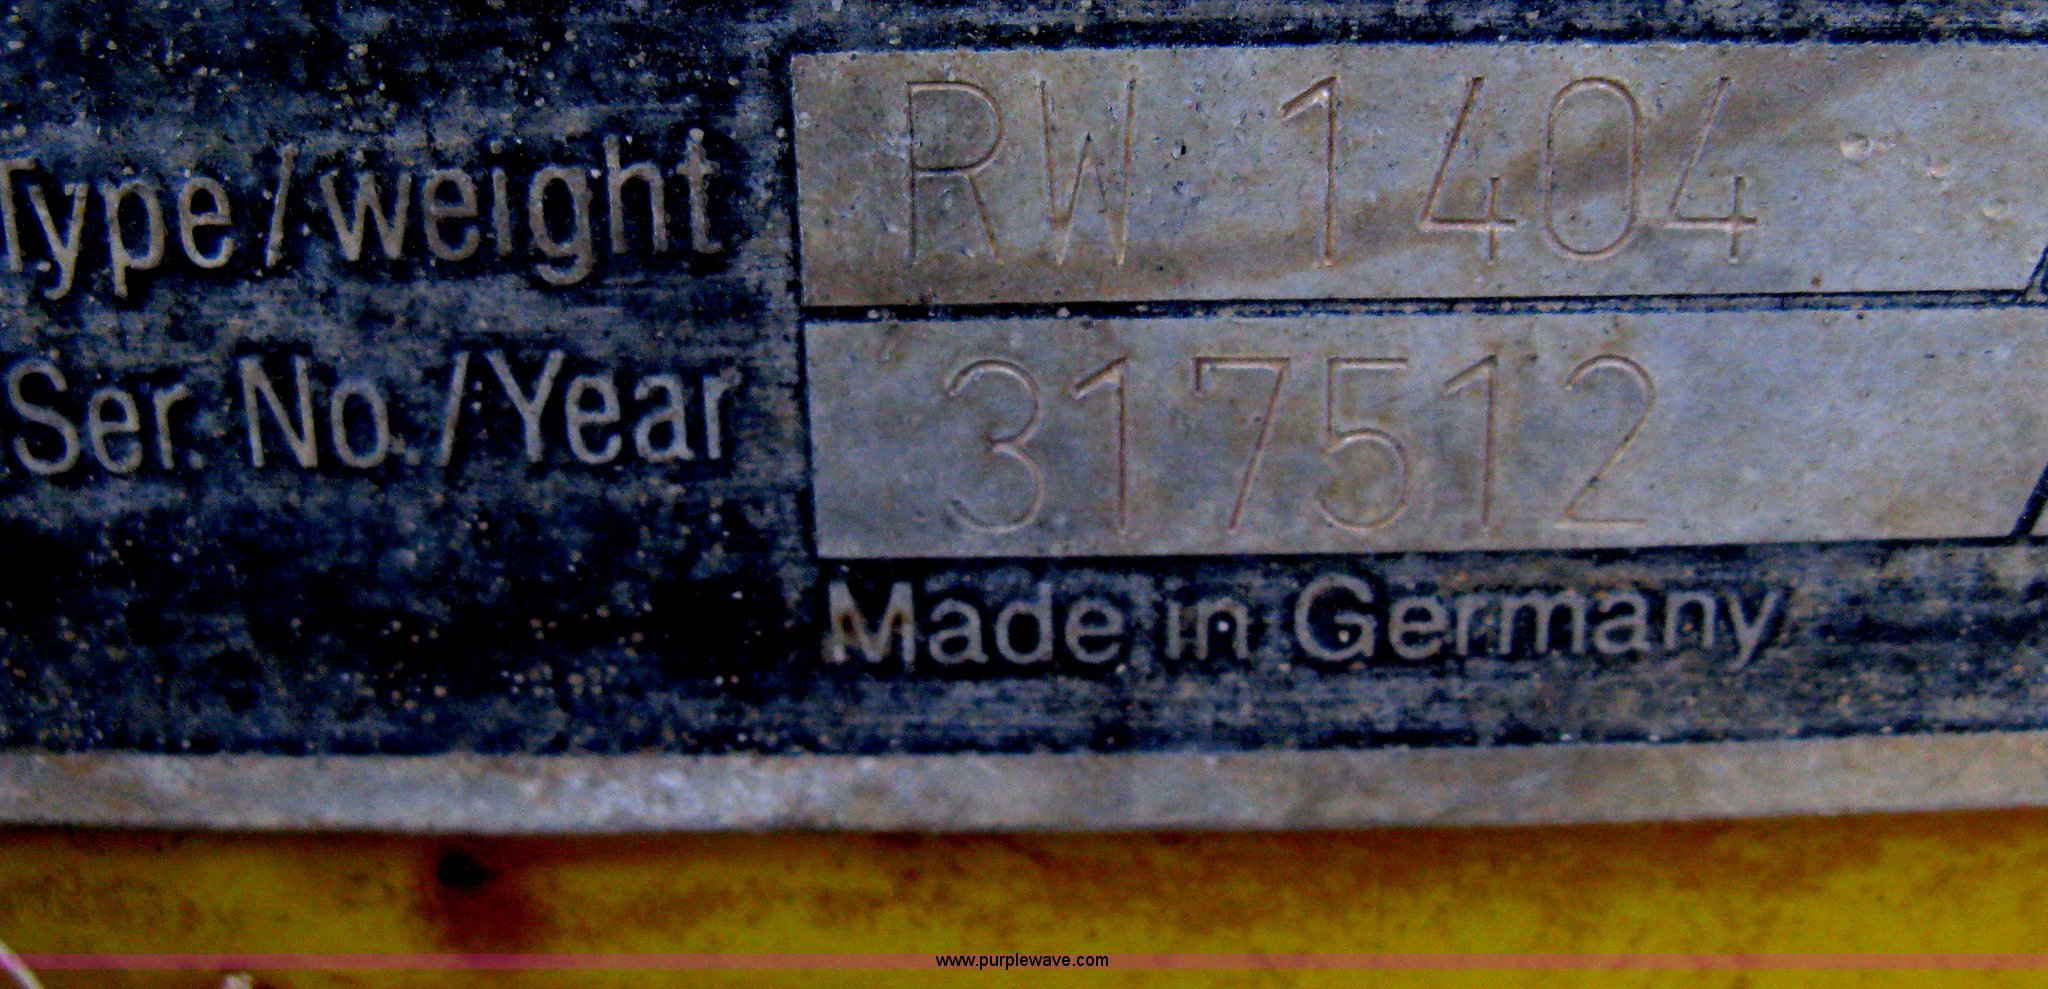 Type/weight RW 1404
Ser. No./Year 317512
Made in Germany
www.purplewave.com